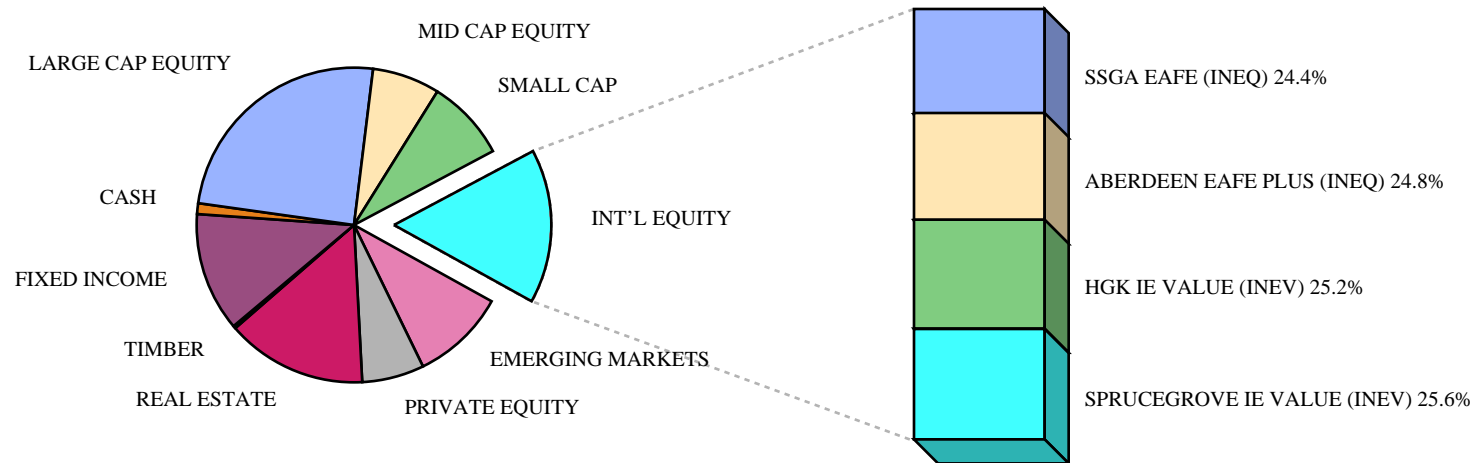 MID CAP EQUITY
LARGE CAP EQUITY
SMALL CAP
CASH
INT'L EQUITY
FIXED INCOME
TIMBER
EMERGING MARKETS
REAL ESTATE
PRIVATE EQUITY
SSGA EAFE (INEQ) 24.4%
ABERDEEN EAFE PLUS (INEQ) 24.8%
HGK IE VALUE (INEV) 25.2%
SPRUCEGROVE IE VALUE (INEV) 25.6%